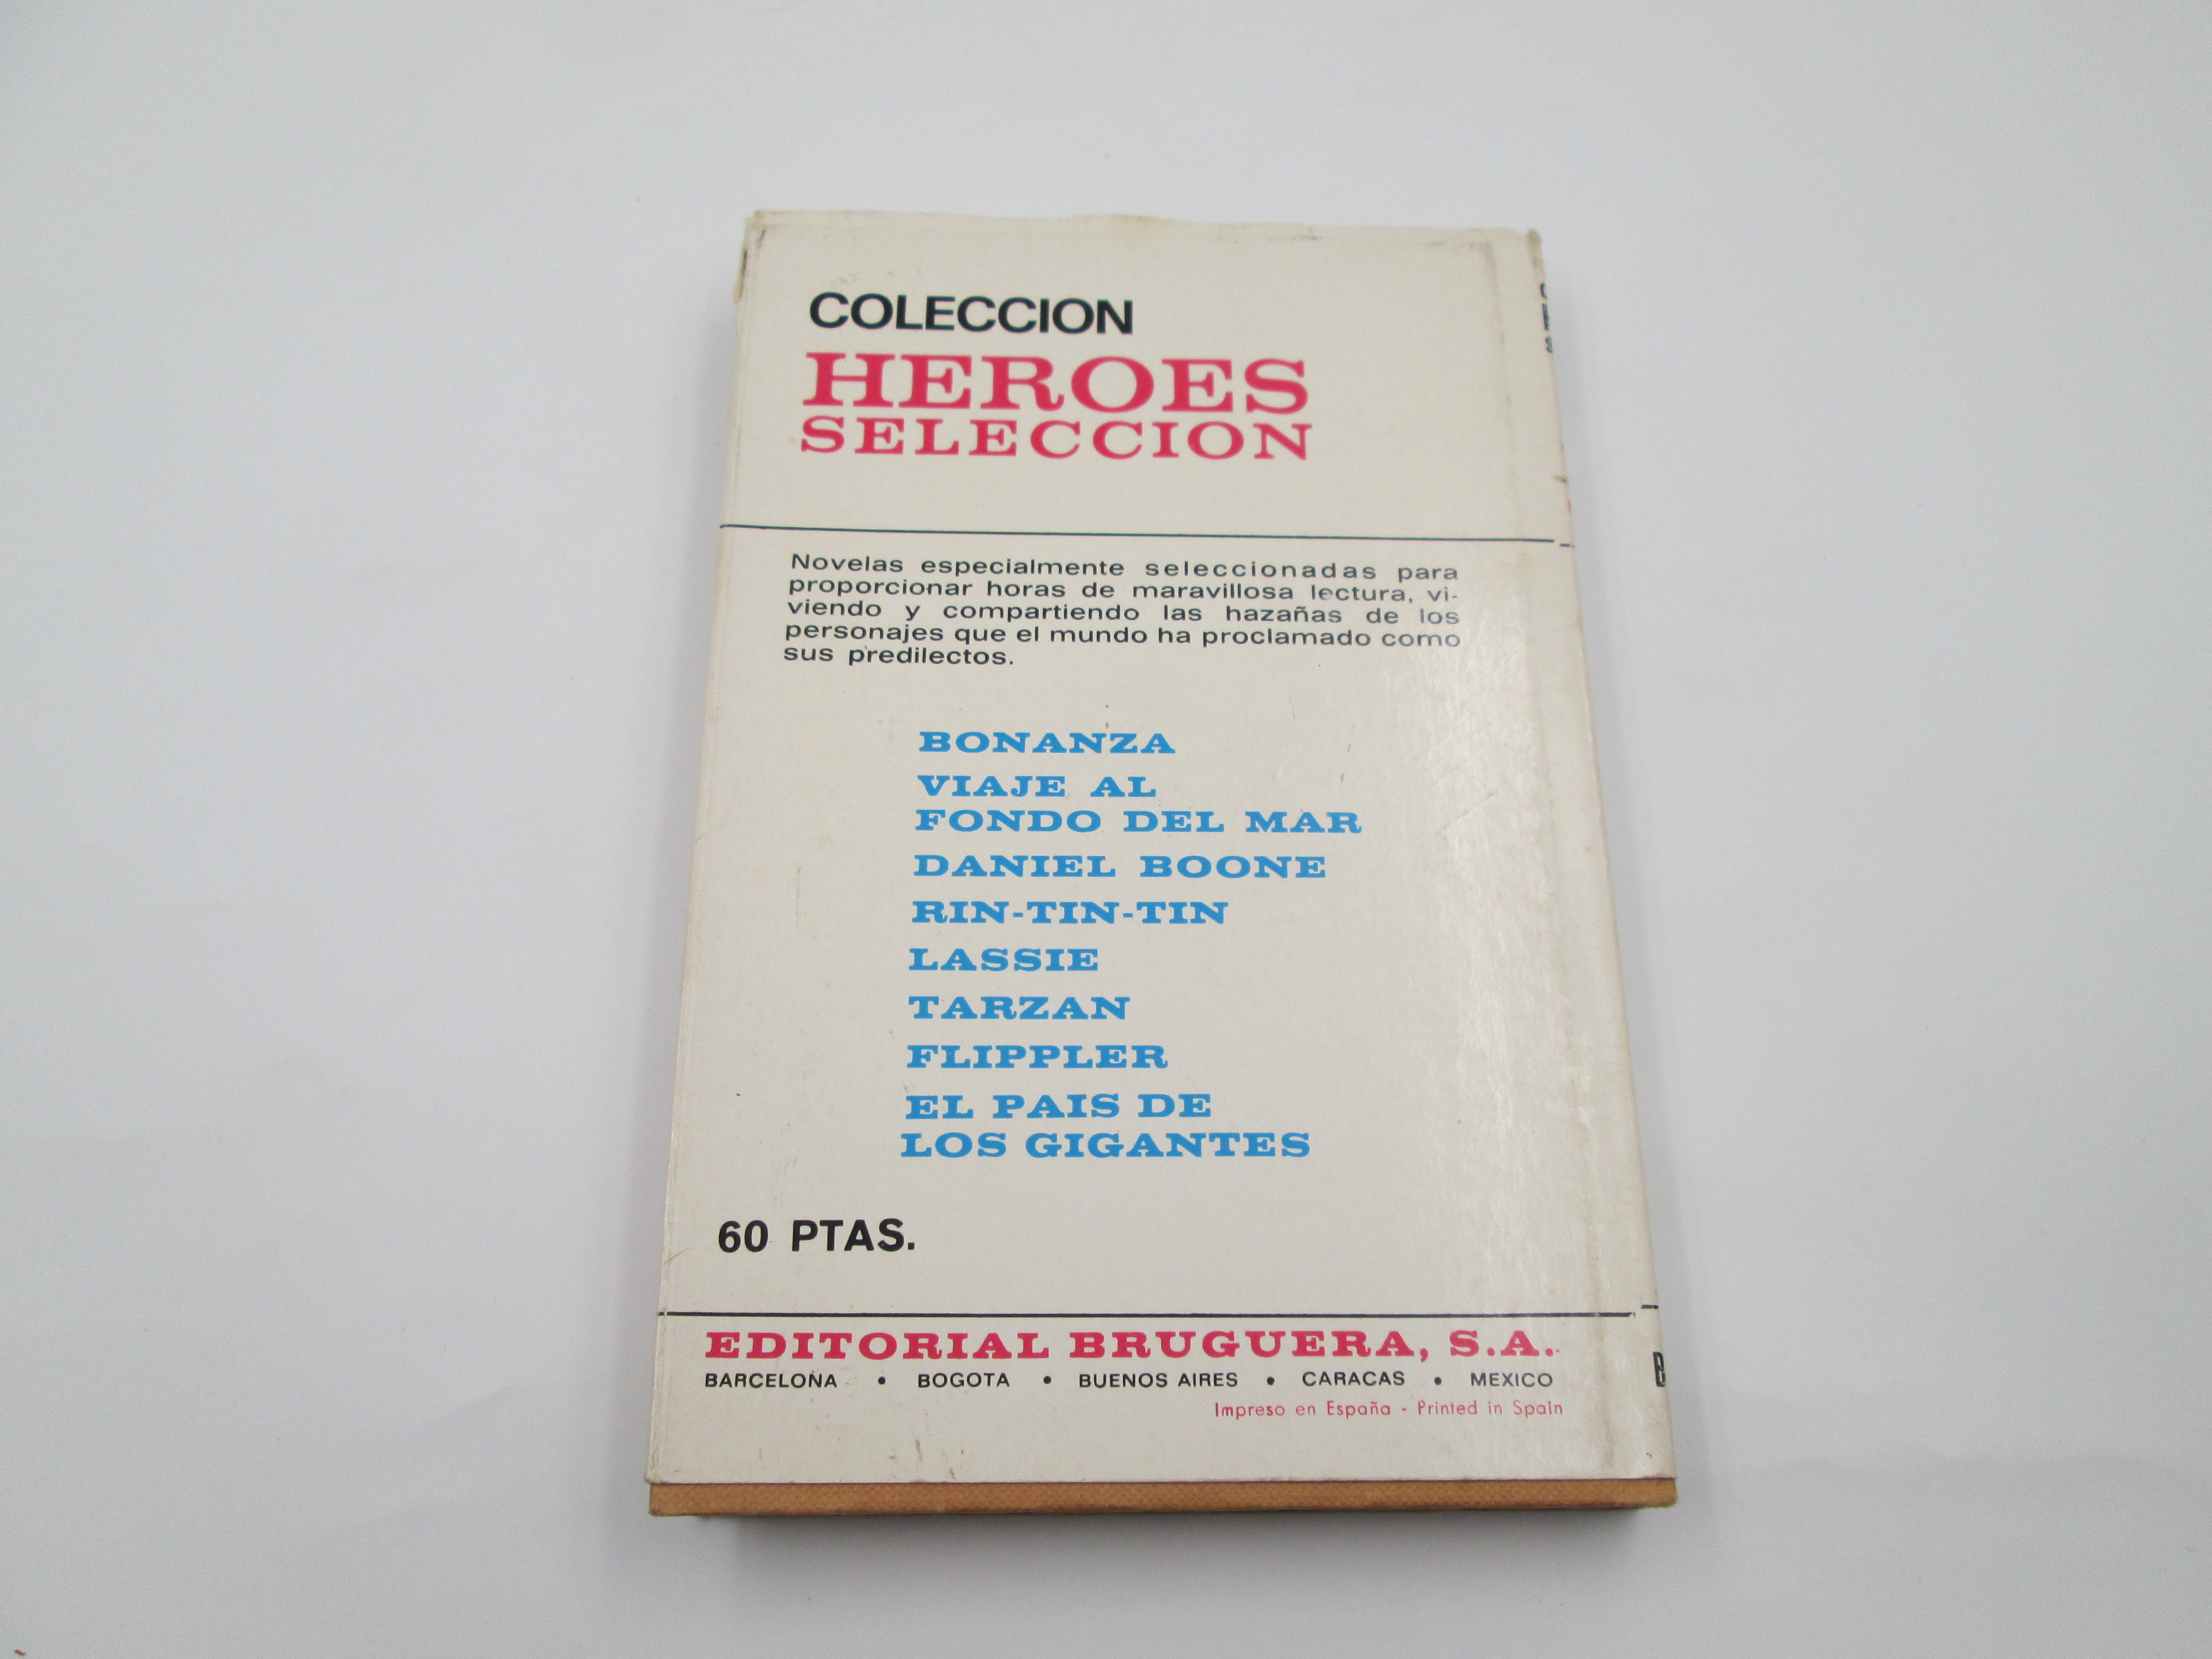 COLECCION
HEROES
SELECCION
Novelas especialmente seleccionadas para
proporcionar horas de maravillosa lectura, vi-
viendo y compartiendo las hazañas de los
personajes que el mundo ha proclamado como
sus predilectos.
BONANZA
VIAJE AL
FONDO DEL MAR
DANIEL BOONE
RIN-TIN-TIN
LASSIE
TARZAN
FLIPPLER
EL PAIS DE
LOS GIGANTES
60 PTAS.
EDITORIAL BRUGUERA, S.A.
BARCELONA • BOGOTA • BUENOS AIRES • CARACAS • MEXICO
Impreso en España - Printed in Spain